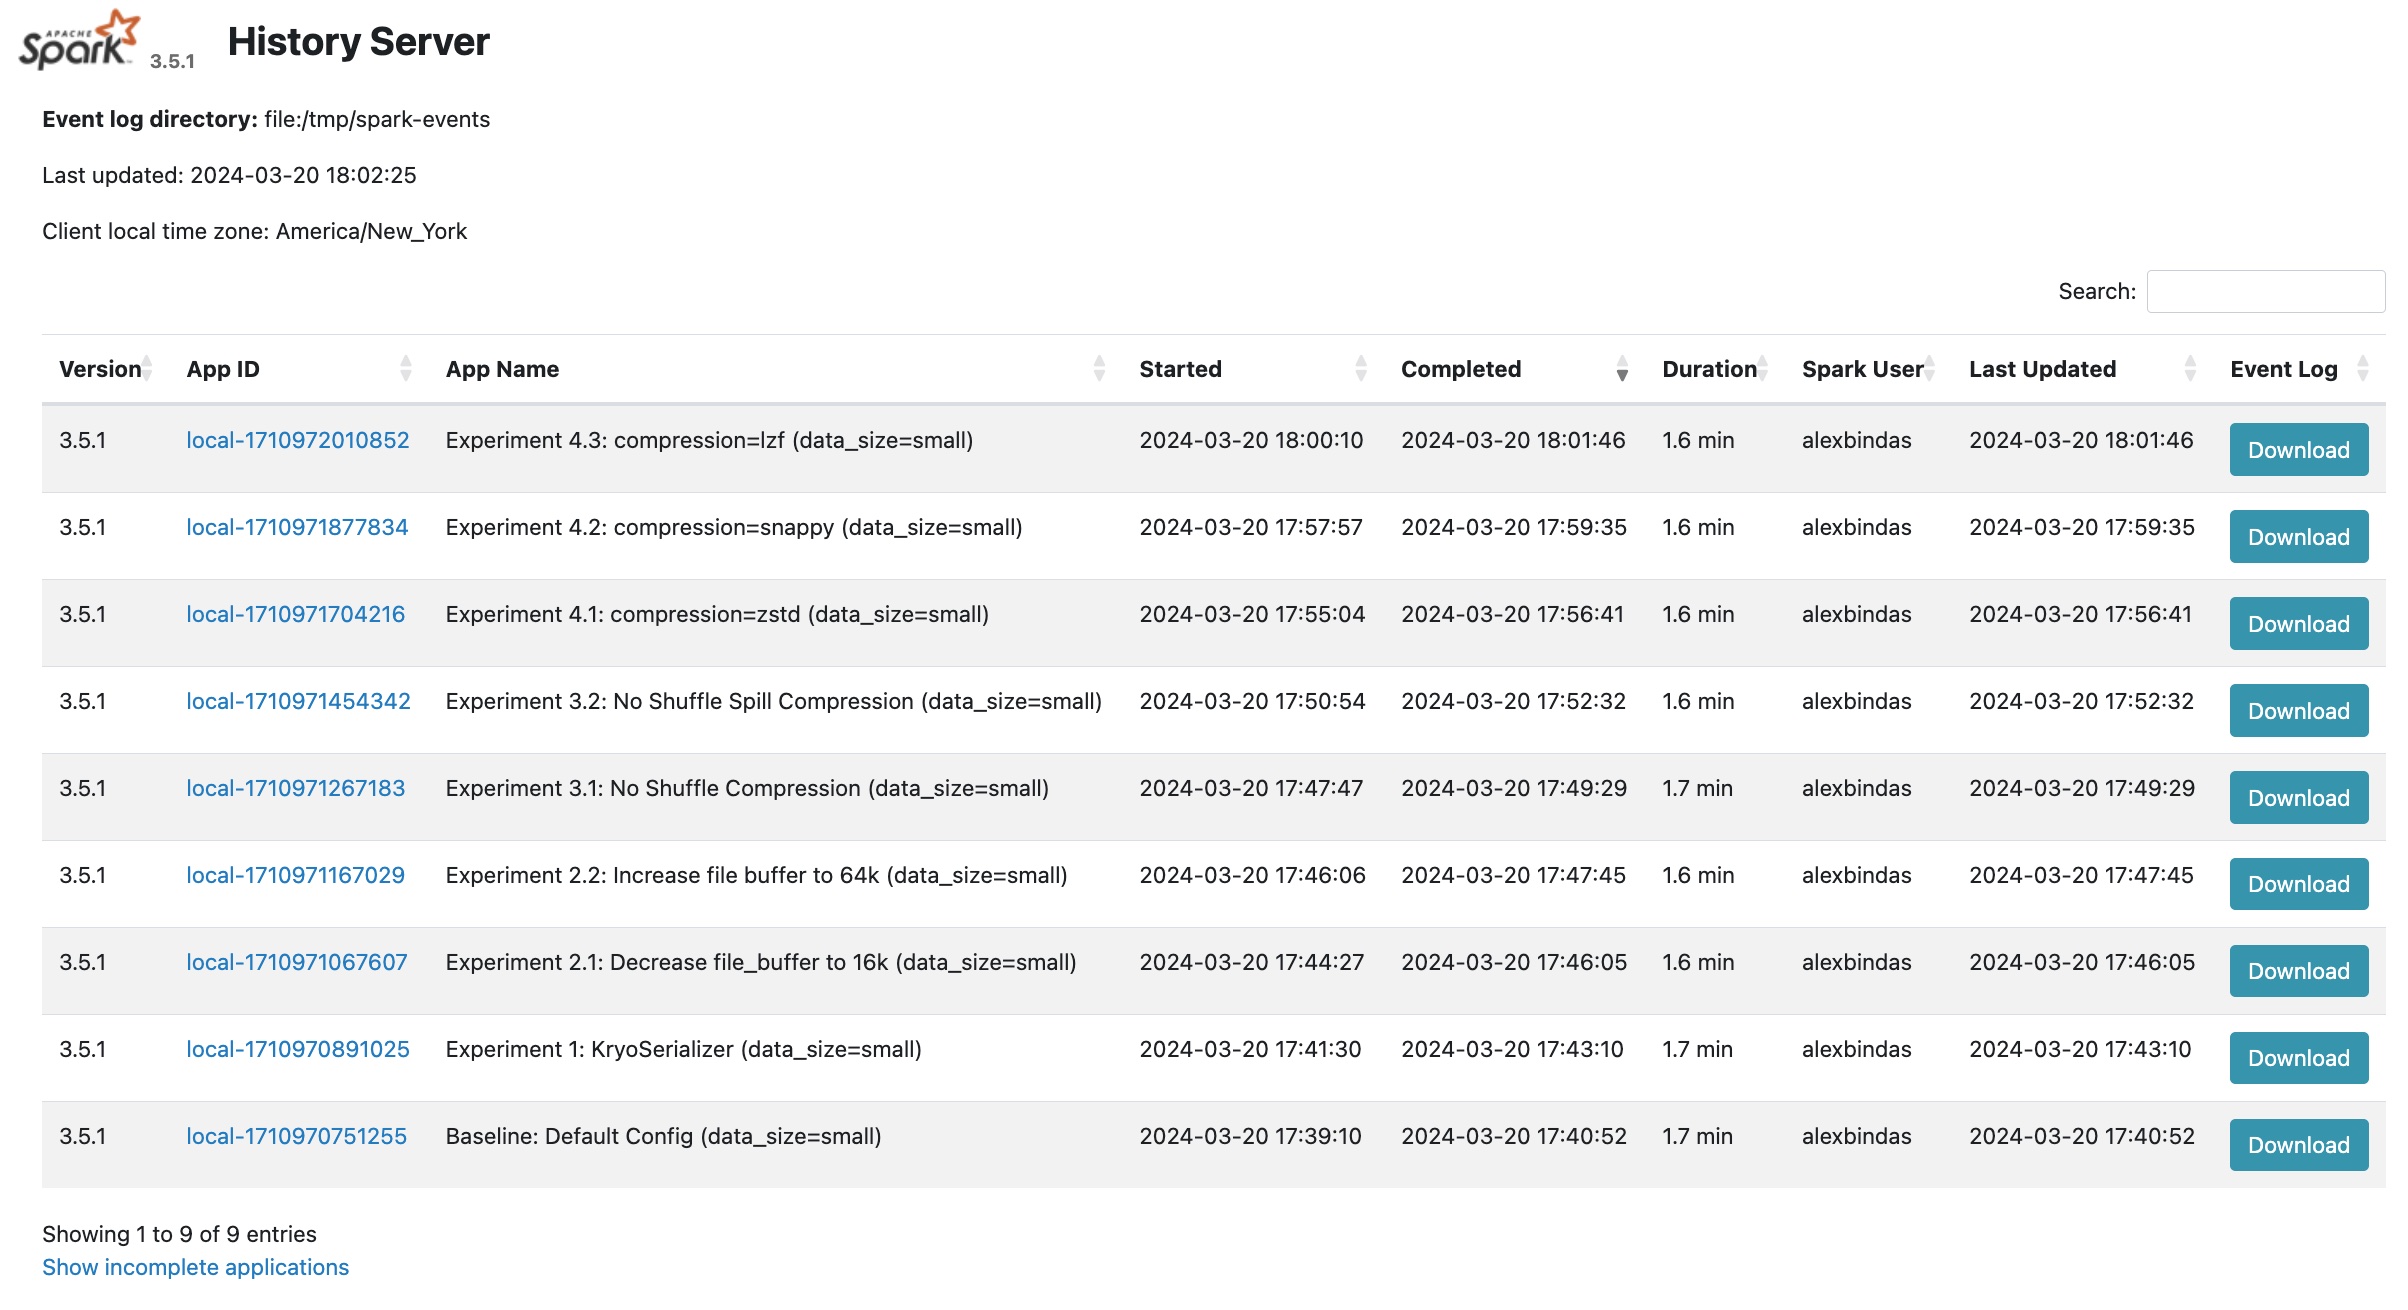 APACHE Spark 3.5.1 History Server
Event log directory: file:/tmp/spark-events
Last updated: 2024-03-20 18:02:25
Client local time zone: America/New_York
Search:
Version App ID App Name Started Completed Duration Spark User Last Updated Event Log
3.5.1 local-1710972010852 Experiment 4.3: compression=lzf (data_size=small) 2024-03-20 18:00:10 2024-03-20 18:01:46 1.6 min alexbindas 2024-03-20 18:01:46 Download
3.5.1 local-1710971877834 Experiment 4.2: compression=snappy (data_size=small) 2024-03-20 17:57:57 2024-03-20 17:59:35 1.6 min alexbindas 2024-03-20 17:59:35 Download
3.5.1 local-1710971704216 Experiment 4.1: compression=zstd (data_size=small) 2024-03-20 17:55:04 2024-03-20 17:56:41 1.6 min alexbindas 2024-03-20 17:56:41 Download
3.5.1 local-1710971454342 Experiment 3.2: No Shuffle Spill Compression (data_size=small) 2024-03-20 17:50:54 2024-03-20 17:52:32 1.6 min alexbindas 2024-03-20 17:52:32 Download
3.5.1 local-1710971267183 Experiment 3.1: No Shuffle Compression (data_size=small) 2024-03-20 17:47:47 2024-03-20 17:49:29 1.7 min alexbindas 2024-03-20 17:49:29 Download
3.5.1 local-1710971167029 Experiment 2.2: Increase file buffer to 64k (data_size=small) 2024-03-20 17:46:06 2024-03-20 17:47:45 1.6 min alexbindas 2024-03-20 17:47:45 Download
3.5.1 local-1710971067607 Experiment 2.1: Decrease file_buffer to 16k (data_size=small) 2024-03-20 17:44:27 2024-03-20 17:46:05 1.6 min alexbindas 2024-03-20 17:46:05 Download
3.5.1 local-1710970891025 Experiment 1: KryoSerializer (data_size=small) 2024-03-20 17:41:30 2024-03-20 17:43:10 1.7 min alexbindas 2024-03-20 17:43:10 Download
3.5.1 local-1710970751255 Baseline: Default Config (data_size=small) 2024-03-20 17:39:10 2024-03-20 17:40:52 1.7 min alexbindas 2024-03-20 17:40:52 Download
Showing 1 to 9 of 9 entries
Show incomplete applications